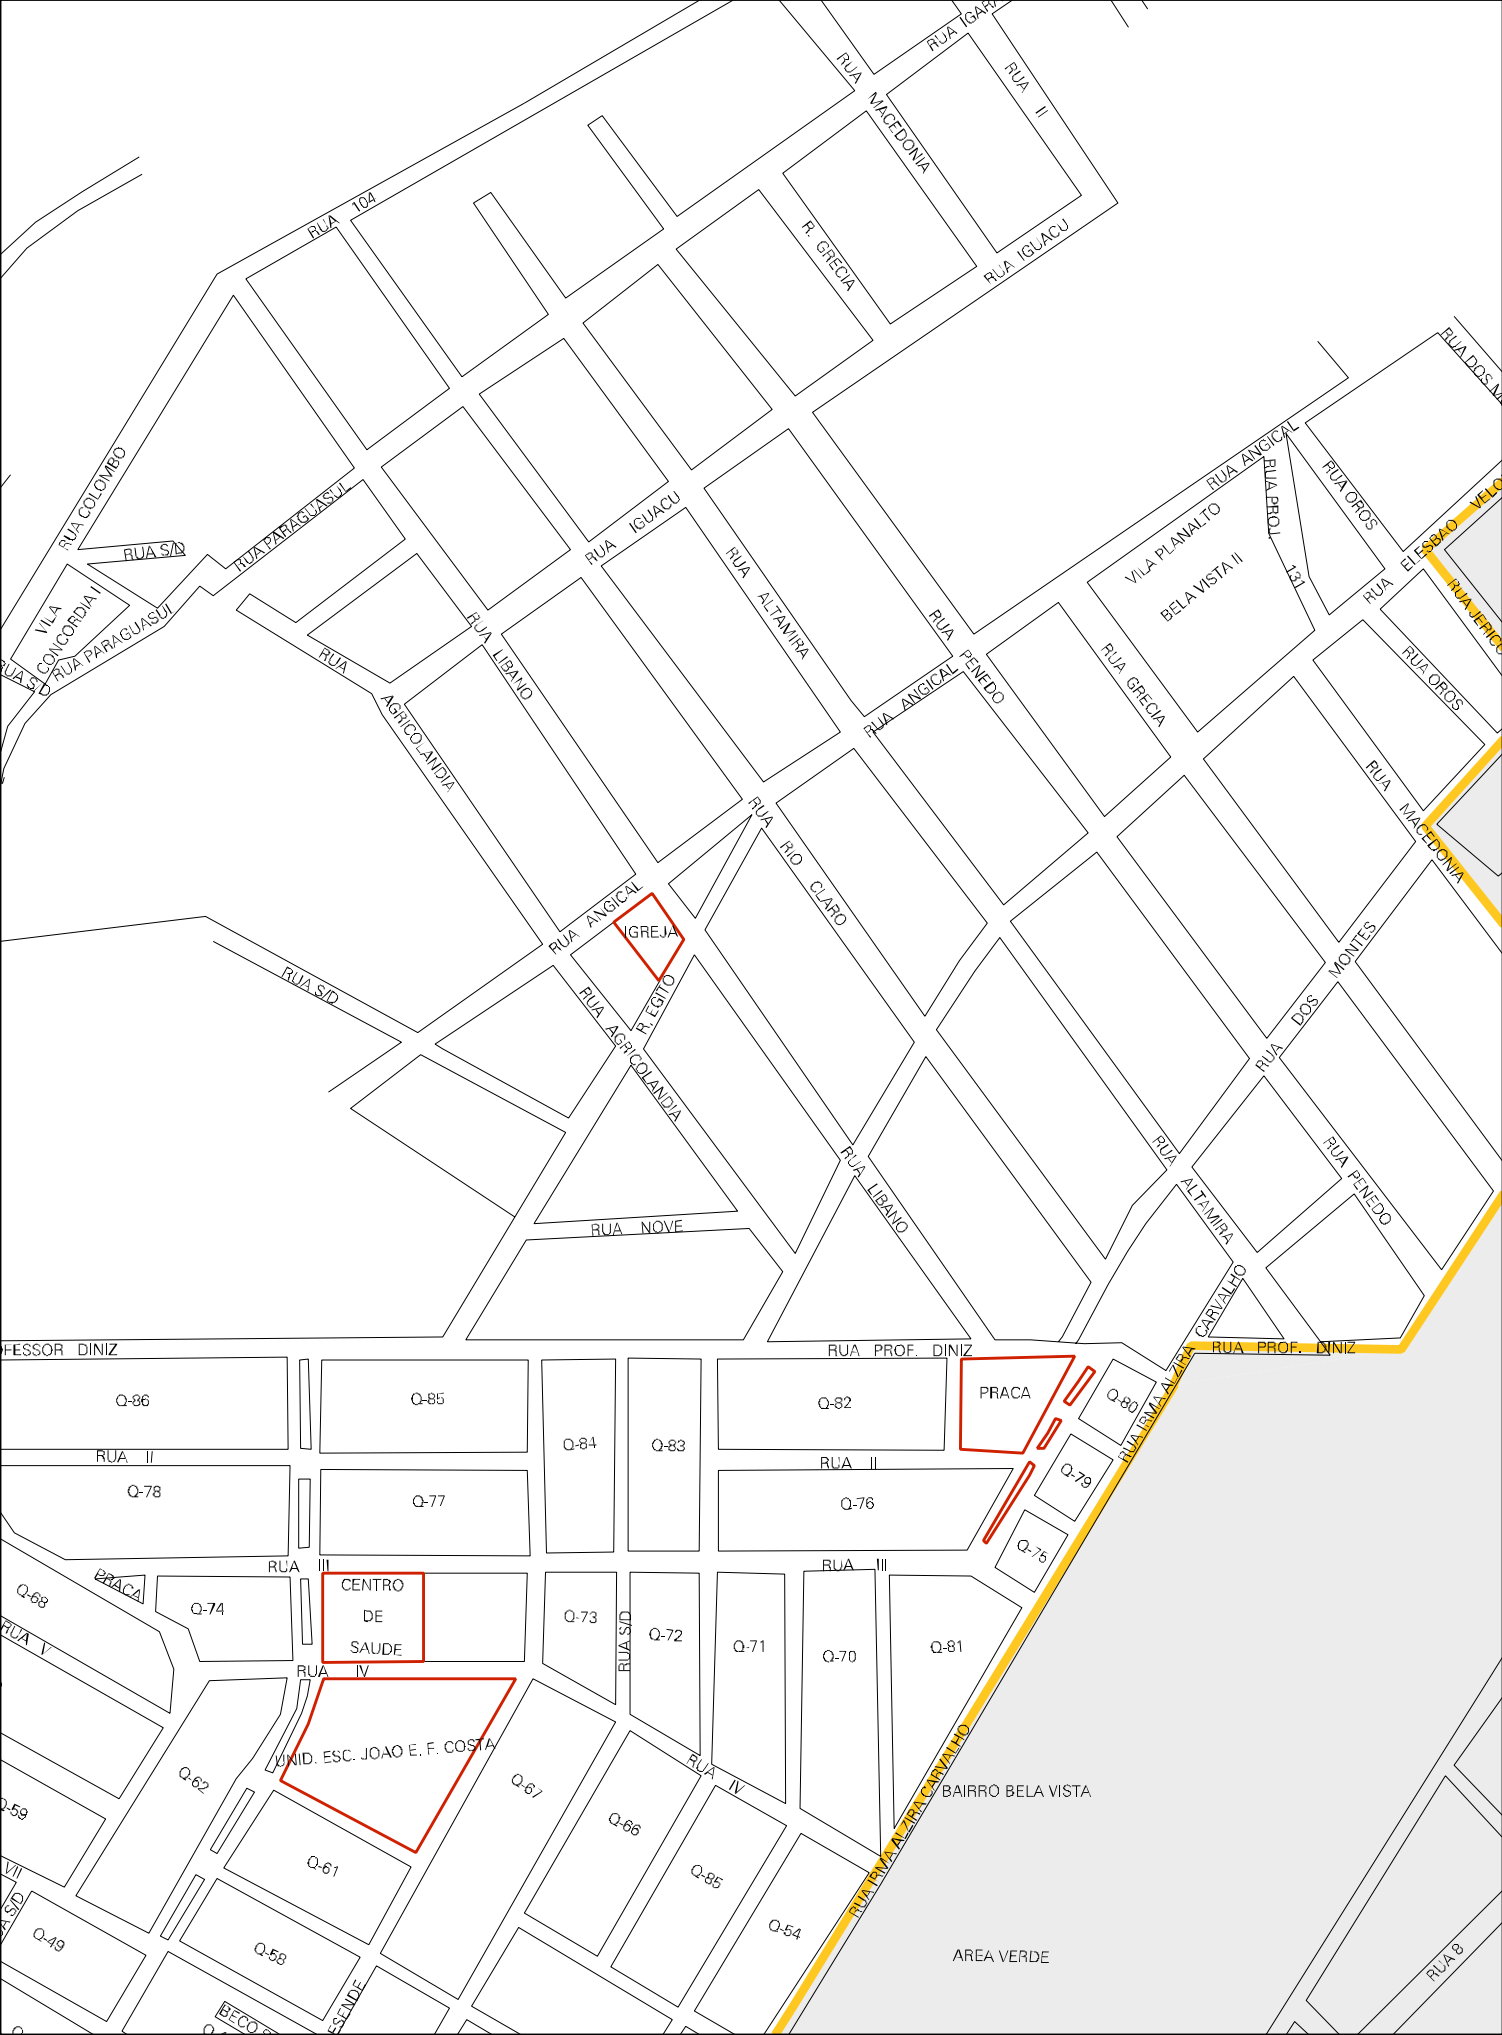 RUA IGARA
RUA II
RUA MACEDONIA
RUA 104
R. GRECIA
RUA IGUACU
RUA DOS M
RUA COLOMBO
RUA ANGICAL
RUA PROJ. 131
RUA OROS
RUA PARAGUASUI
RUA S/D
RUA IGUACU
VILA PLANALTO
BELA VISTA II
RUA ELESBAO VELO
RUA JERICO
VILA
CONCORDIA I
RUA PARAGUASUI
RUA S/D
RUA AGRICOLANDIA
RUA LIBANO
RUA ALTAMIRA
RUA PENEDO
RUA ANGICAL
RUA GRECIA
RUA OROS
RUA MACEDONIA
RUA RIO CLARO
RUA ANGICAL
IGREJA
R. EGITO
RUA S/D
RUA AGRICOLANDIA
RUA DOS MONTES
RUA LIBANO
RUA ALTAMIRA
RUA PENEDO
RUA NOVE
FESSOR DINIZ
RUA PROF. DINIZ
RUA IRMA ALZIRA CARVALHO
RUA PROF. DINIZ
Q-86
Q-85
Q-84
Q-83
Q-82
PRACA
Q-80
RUA II
RUA II
Q-78
Q-77
Q-76
Q-79
Q-75
RUA III
RUA III
PRACA
Q-68
Q-74
CENTRO
DE
SAUDE
Q-73
RUA S/D
Q-72
Q-71
Q-70
Q-81
RUA V
RUA IV
UNID. ESC. JOAO E. F. COSTA
Q-62
Q-67
RUA IV
RUA IRMA ALZIRA CARVALHO
BAIRRO BELA VISTA
-59
Q-66
Q-61
Q-85
VII
A S/D
Q-49
Q-58
Q-54
AREA VERDE
RUA 8
BECO
ESENDE